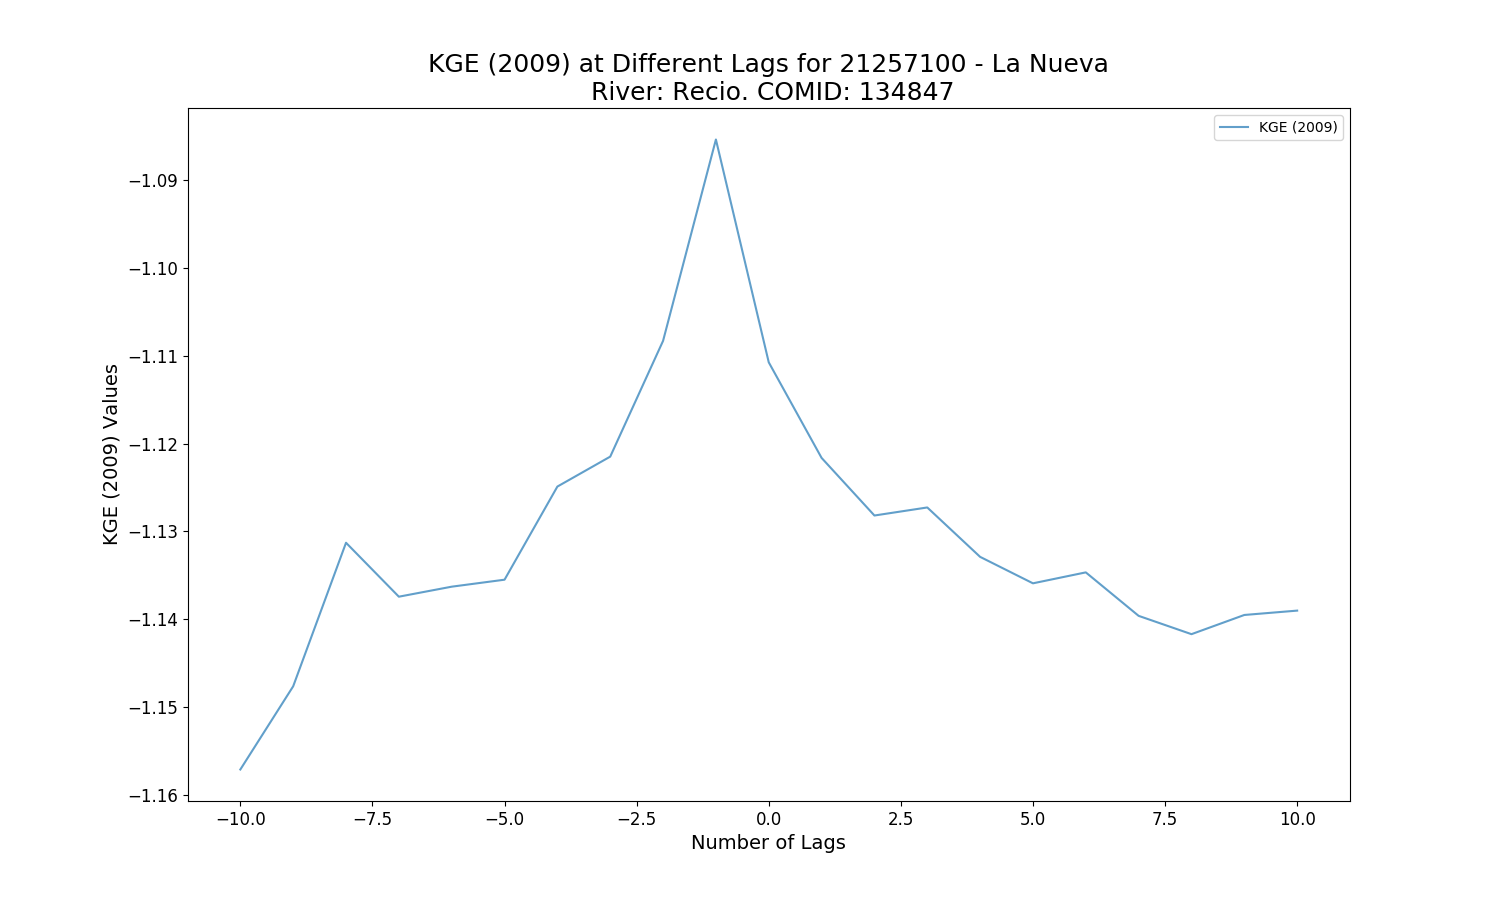 KGE (2009) at Different Lags for 21257100 - La Nueva
River: Recio. COMID: 134847
KGE (2009)
−1.09
−1.10
−1.11
−1.12
−1.13
−1.14
−1.15
−1.16
KGE (2009) Values
−10.0 −7.5 −5.0 −2.5 0.0 2.5 5.0 7.5 10.0
Number of Lags